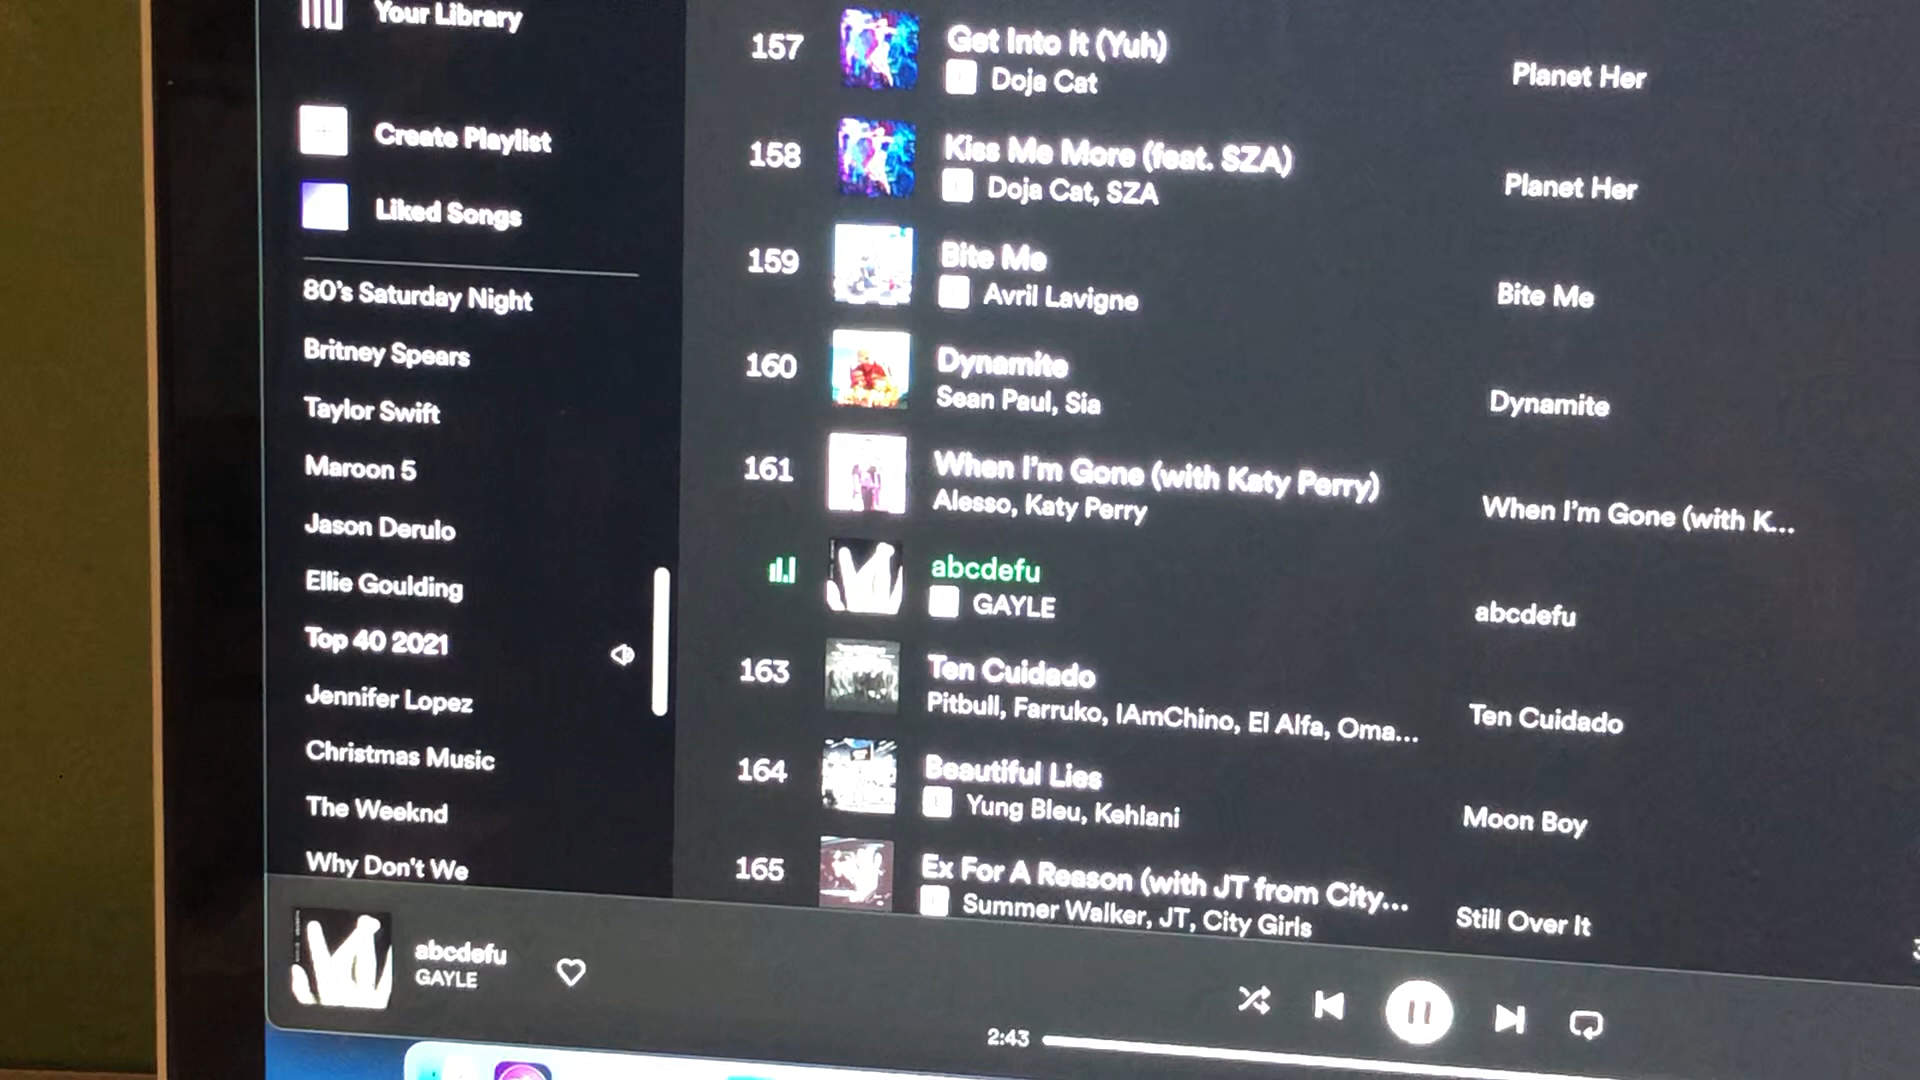 Your Library
Create Playlist
Liked Songs
80's Saturday Night
Britney Spears
Taylor Swift
Maroon 5
Jason Derulo
Ellie Goulding
Top 40 2021
Jennifer Lopez
Christmas Music
The Weeknd
Why Don't We
157
Get Into It (Yuh)
Doja Cat
Planet Her
158
Kiss Me More (feat. SZA)
Doja Cat, SZA
Planet Her
159
Bite Me
Avril Lavigne
Bite Me
160
Dynamite
Sean Paul, Sia
Dynamite
161
When I'm Gone (with Katy Perry)
Alesso, Katy Perry
When I'm Gone (with K...
abcdefu
GAYLE
abcdefu
163
Ten Cuidado
Pitbull, Farruko, IAmChino, El Alfa, Oma...
Ten Cuidado
164
Beautiful Lies
Yung Bleu, Kehlani
Moon Boy
165
Ex For A Reason (with JT from City...
Summer Walker, JT, City Girls
Still Over It
abcdefu
GAYLE
2:43